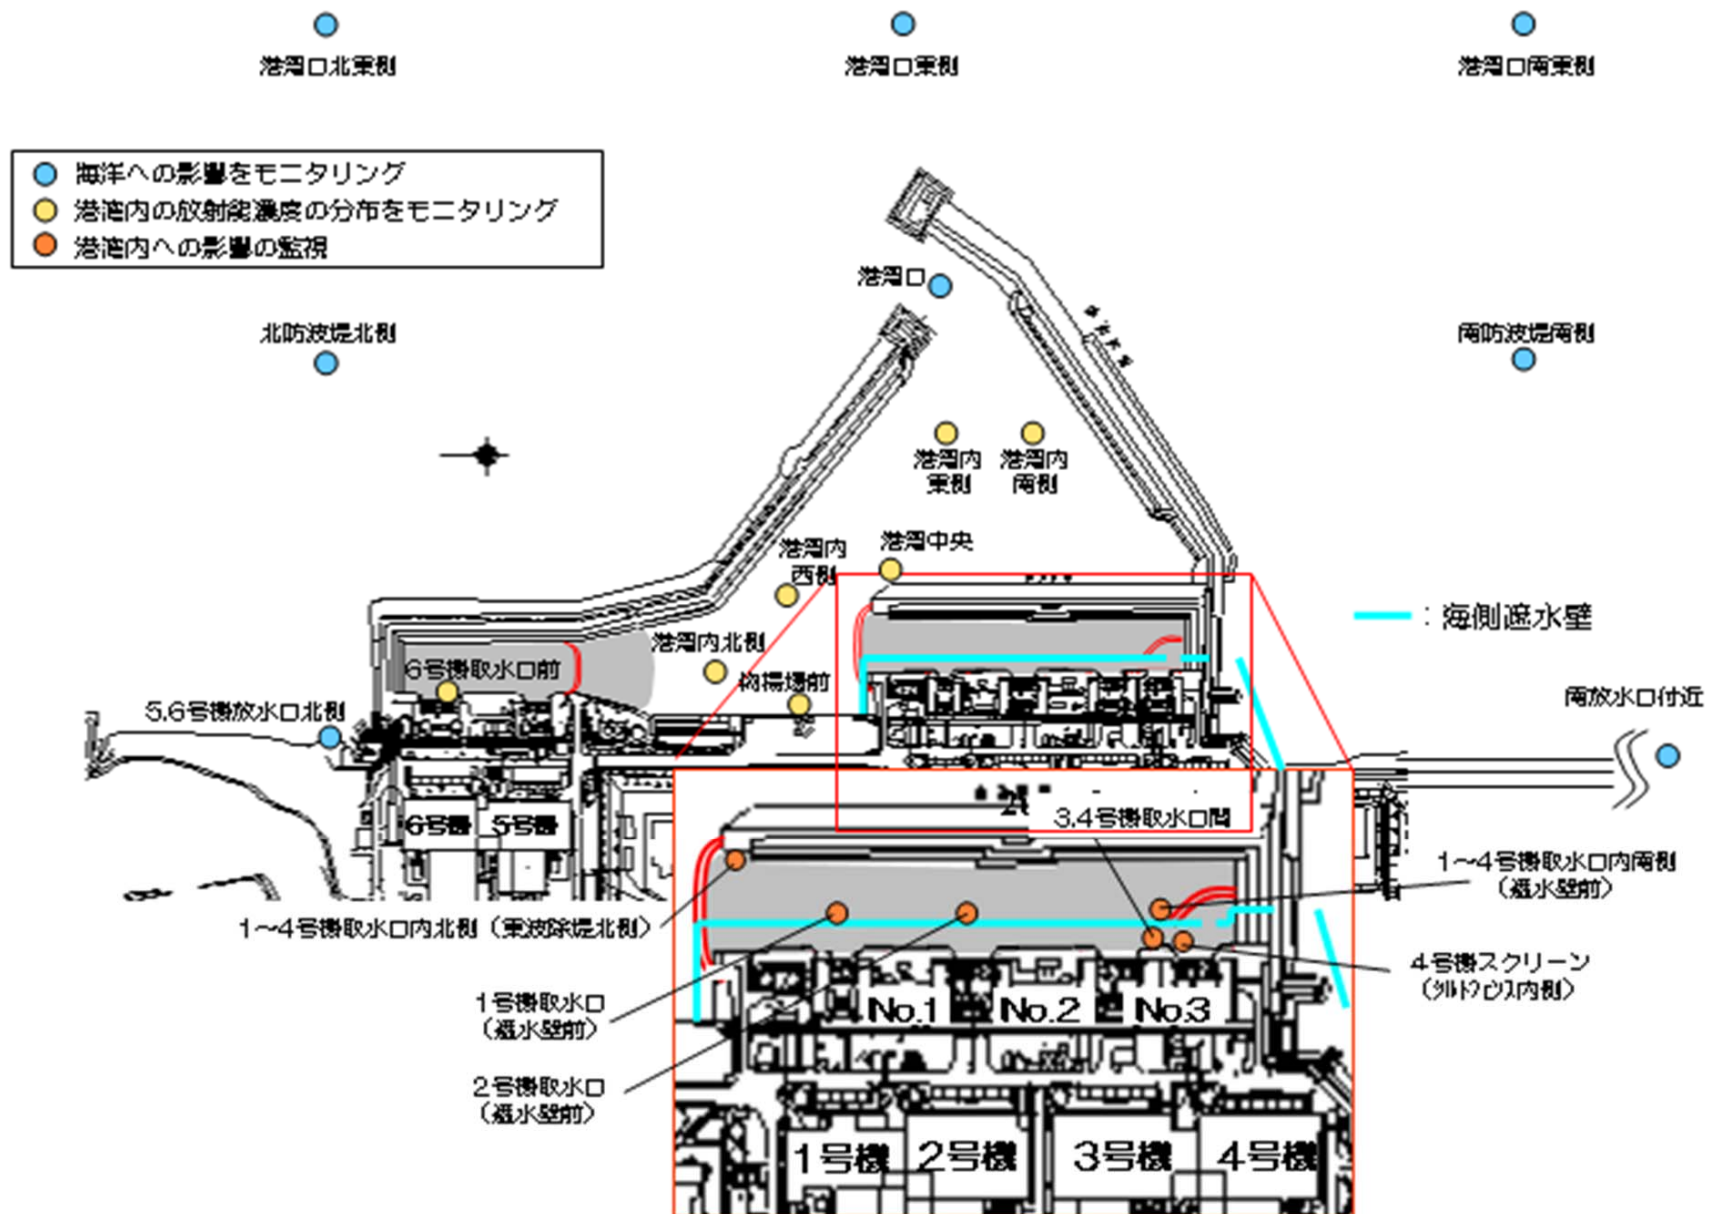 港湾口北東側
港湾口東側
港湾口南東側
海洋への影響をモニタリング
港湾内の放射能濃度の分布をモニタリング
港湾内への影響の監視
港湾口
北防波堤北側
南防波堤南側
港湾内
東側
港湾内
南側
港湾中央
港湾内
西側
:海側遮水壁
港湾内北側
6号機取水口前
物揚場前
南放水口付近
5,6号機放水口北側
6号機
5号機
3,4号機取水口間
1～4号機取水口内南側
(遮水壁前)
1～4号機取水口内北側(東波除堤北側)
4号機スクリーン
(シルトフェンス内側)
1号機取水口
(遮水壁前)
No.1
No.2
No.3
2号機取水口
(遮水壁前)
1号機
2号機
3号機
4号機